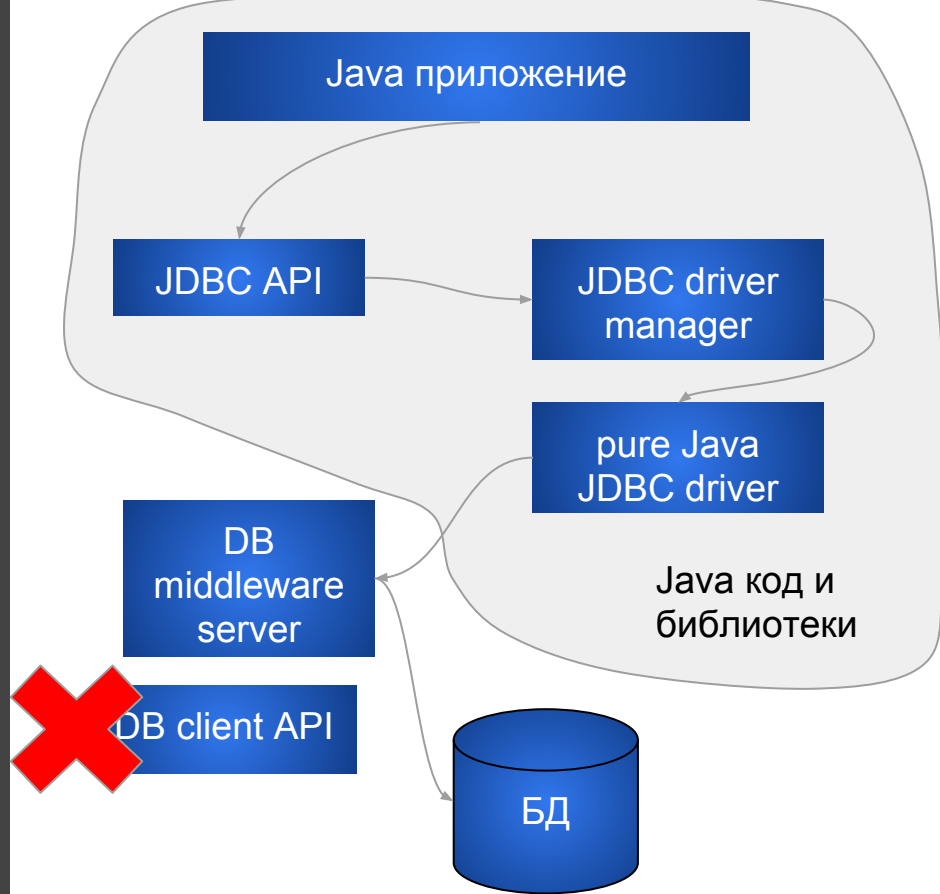 Java приложение
JDBC API
JDBC driver
manager
pure Java
JDBC driver
DB
middleware
server
Java код и
библиотеки
DB client API
БД